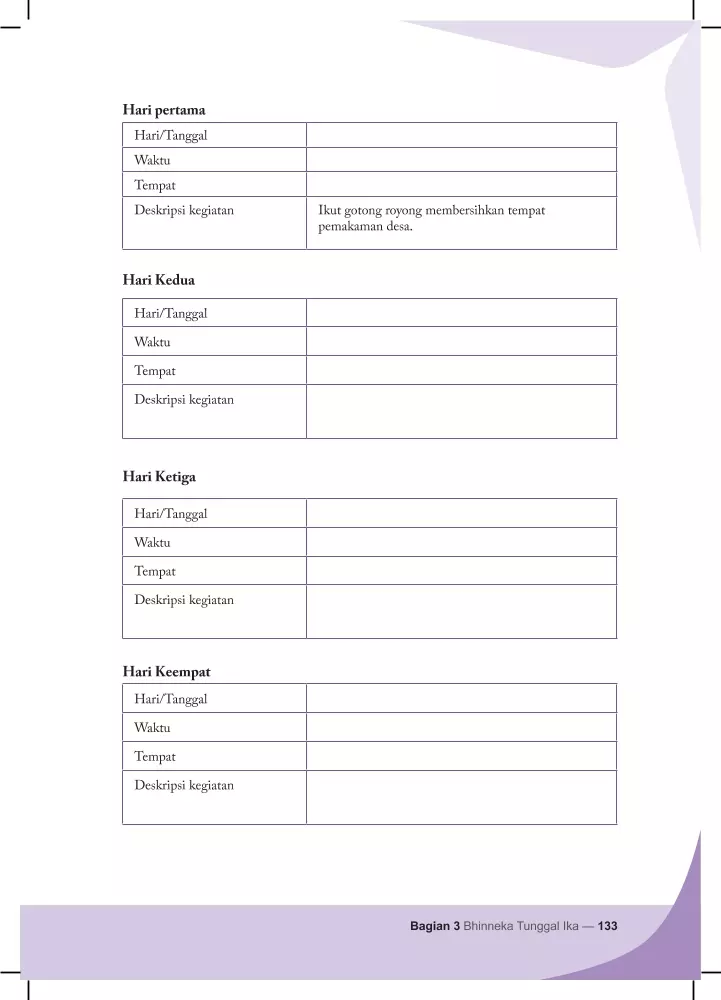 Hari pertama
Hari/Tanggal
Waktu
Tempat
Deskripsi kegiatan
Ikut gotong royong membersihkan tempat
pemakaman desa.
Hari Kedua
Hari/Tanggal
Waktu
Tempat
Deskripsi kegiatan
Hari Ketiga
Hari/Tanggal
Waktu
Tempat
Deskripsi kegiatan
Hari Keempat
Hari/Tanggal
Waktu
Tempat
Deskripsi kegiatan
Bagian 3 Bhinneka Tunggal Ika — 133